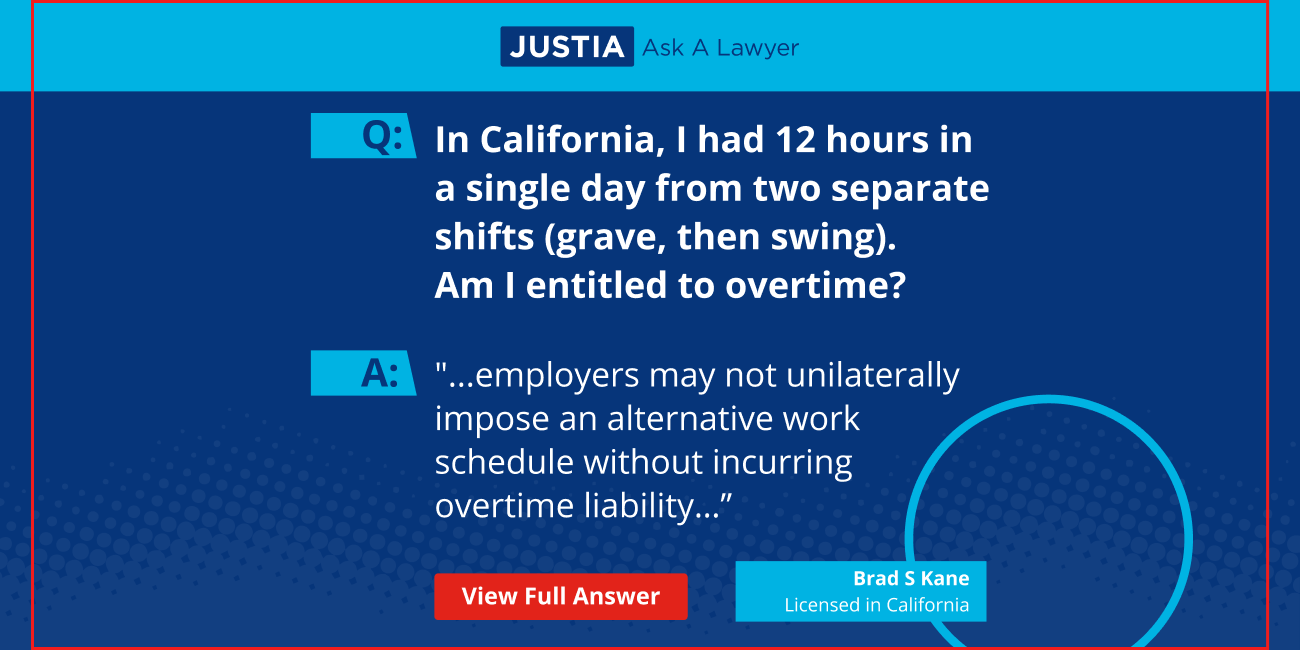 JUSTIA Ask A Lawyer
Q: In California, I had 12 hours in
a single day from two separate
shifts (grave, then swing).
Am I entitled to overtime?
A: "...employers may not unilaterally
impose an alternative work
schedule without incurring
overtime liability...”
View Full Answer
Brad S Kane
Licensed in California